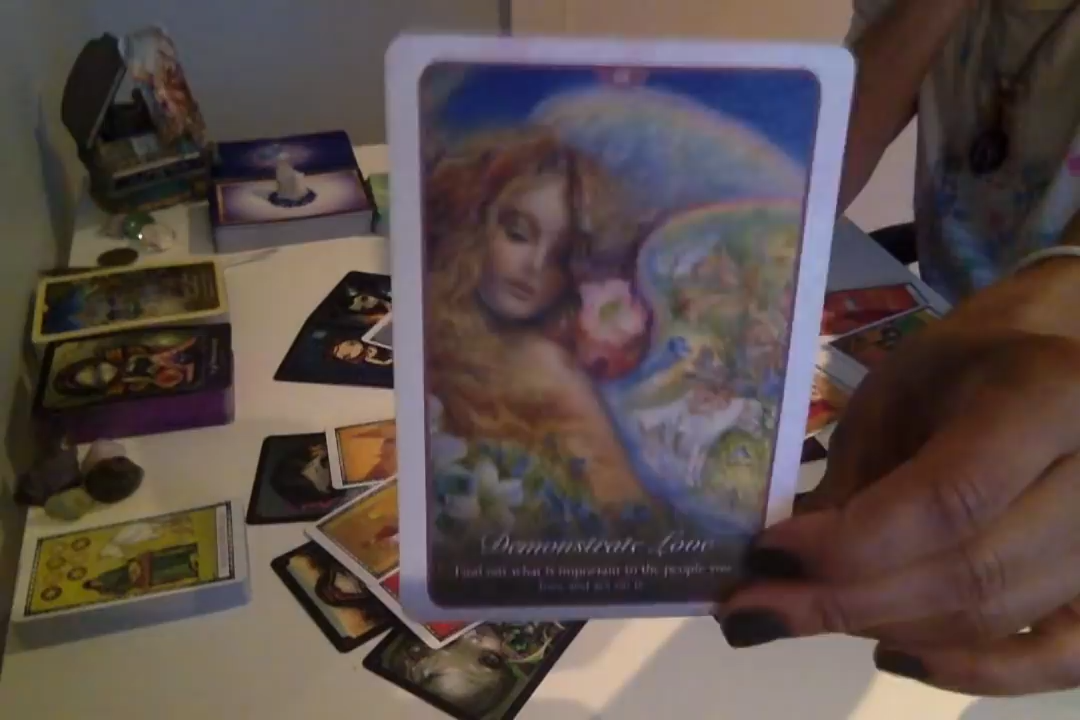 Demonstrate Love
Find out what is important to the people you
love, and act on it.